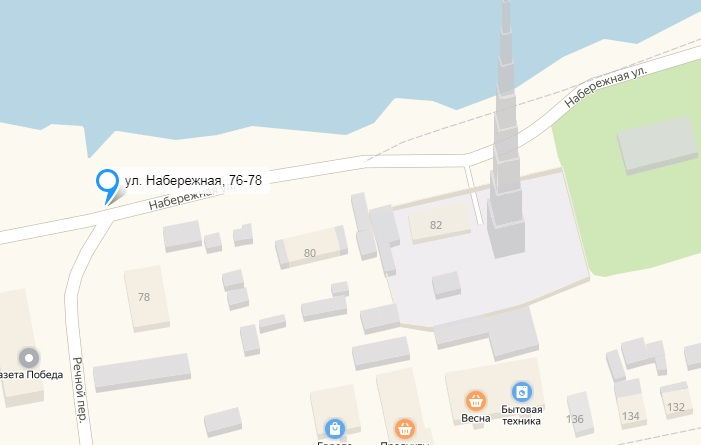 Набережная ул.
ул. Набережная, 76-78
Набережная
82
80
78
Речной пер.
азета Победа
Весна
Бытовая
техника
136
134
132